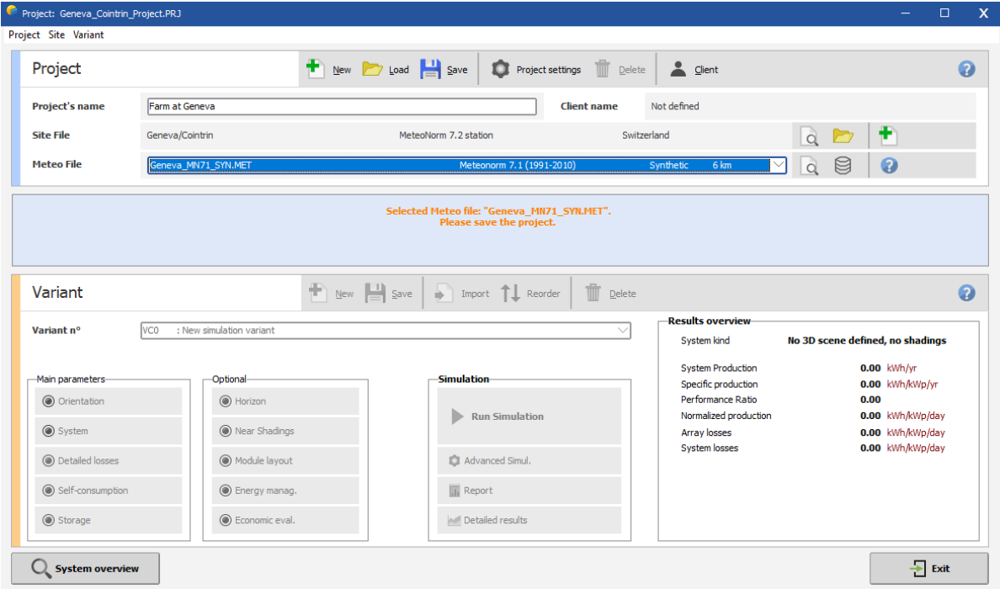 Project: Geneva_Cointrin_Project.PRJ
Project Site Variant
Project New Load Save Project settings Delete Client
Project's name Farm at Geneva Client name Not defined
Site File Geneva/Cointrin MeteoNorm 7.2 station Switzerland
Meteo File Geneva_MN71_SYN.MET Meteonorm 7.1 (1991-2010) Synthetic 6 km
Selected Meteo file: "Geneva_MN71_SYN.MET".
Please save the project.
Variant New Save Import Reorder Delete
Variant n° VC0 : New simulation variant
Main parameters
Orientation
System
Detailed losses
Self-consumption
Storage
Optional
Horizon
Near Shadings
Module layout
Energy manag.
Economic eval.
Simulation
Run Simulation
Advanced Simul.
Report
Detailed results
Results overview
System kind No 3D scene defined, no shadings
System Production 0.00 kWh/yr
Specific production 0.00 kWh/kWp/yr
Performance Ratio 0.00
Normalized production 0.00 kWh/kWp/day
Array losses 0.00 kWh/kWp/day
System losses 0.00 kWh/kWp/day
System overview
Exit